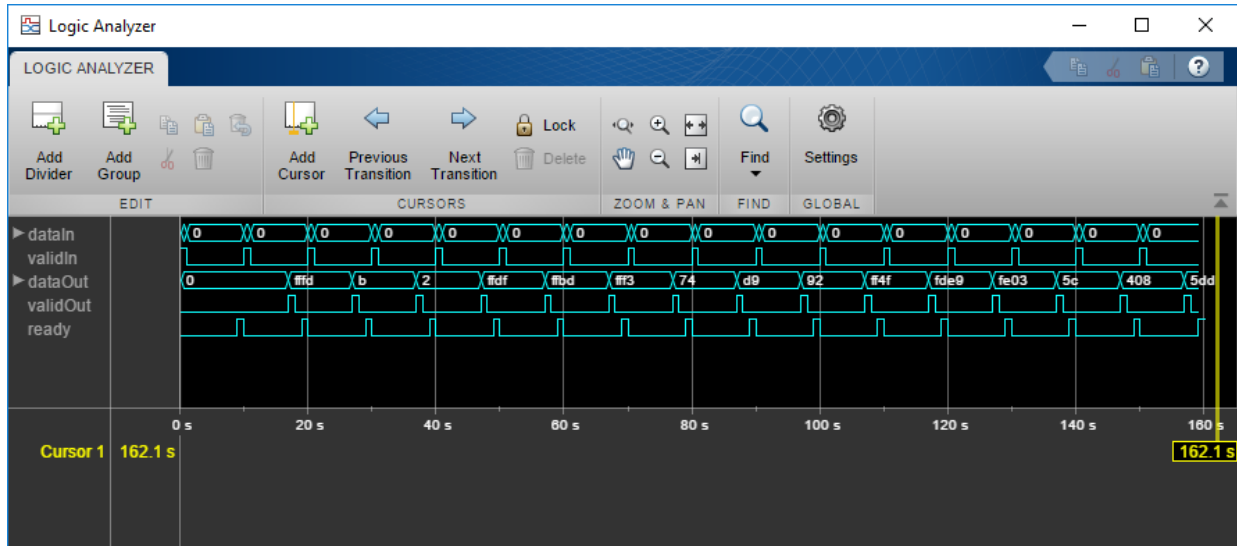 Logic Analyzer
LOGIC ANALYZER
?
Add Divider
Add Group
Add Cursor
Previous Transition
Next Transition
Lock
Delete
Find
Settings
EDIT
CURSORS
ZOOM & PAN
FIND
GLOBAL
dataIn 0 0 0 0 0 0 0 0 0 0 0 0 0 0 0 0
validIn
dataOut 0 fffd b 2 ffdf ffbd fff3 74 d9 92 ff4f fde9 fe03 5c 408 5dd
validOut
ready
0 s 20 s 40 s 60 s 80 s 100 s 120 s 140 s 160 s
Cursor 1 162.1 s 162.1 s